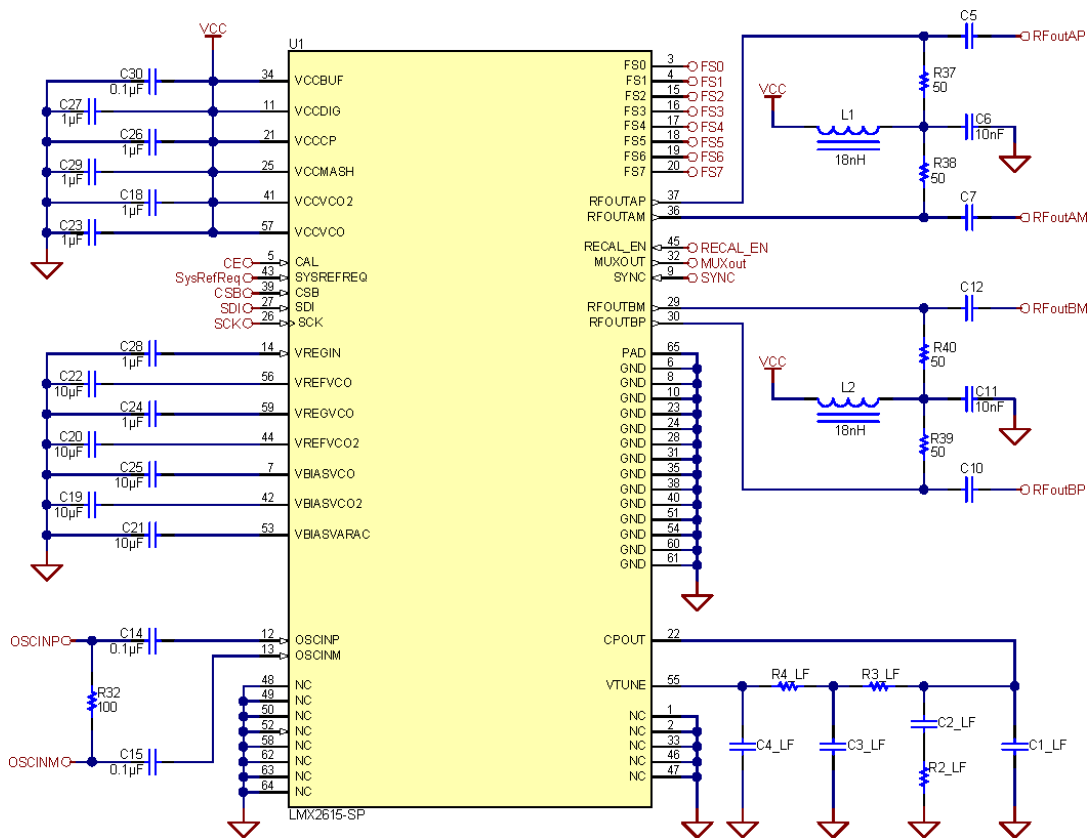 VCC
U1
C30
0.1µF
34
VCCBUF
C27
1µF
11
VCCDIG
C26
1µF
21
VCCCP
C29
1µF
25
VCCMASH
C18
1µF
41
VCCVCO2
C23
1µF
57
VCCVCO
CE
5
CAL
SysRefReq
43
SYSREFREQ
CSB
39
CSB
SDI
27
SDI
SCK
26
SCK
C28
1µF
14
VREGIN
C22
10µF
56
VREFVCO
C24
1µF
59
VREGVCO
C20
10µF
44
VREFVCO2
C25
10µF
7
VBIASVCO
C19
10µF
42
VBIASVCO2
C21
10µF
53
VBIASVARAC
OSCINP
C14
0.1µF
12
OSCINP
13
OSCINM
R32
100
OSCINM
C15
0.1µF
48
NC
49
NC
50
NC
52
NC
58
NC
62
NC
63
NC
64
NC
LMX2615-SP
FS0
3
FS0
FS1
4
FS1
FS2
15
FS2
FS3
16
FS3
FS4
17
FS4
FS5
18
FS5
FS6
19
FS6
FS7
20
FS7
RFOUTAP
37
RFOUTAM
36
RECAL_EN
45
RECAL_EN
MUXOUT
32
MUXout
SYNC
9
SYNC
RFOUTBM
29
RFOUTBP
30
PAD
65
GND
6
GND
8
GND
10
GND
23
GND
24
GND
28
GND
31
GND
35
GND
38
GND
40
GND
51
GND
54
GND
60
GND
61
CPOUT
22
VTUNE
55
NC
1
NC
2
NC
33
NC
46
NC
47
C5
RFoutAP
R37
50
VCC
L1
18nH
C6
10nF
R38
50
C7
RFoutAM
C12
RFoutBM
R40
50
VCC
L2
18nH
C11
10nF
R39
50
C10
RFoutBP
R4_LF
R3_LF
C4_LF
C3_LF
C2_LF
R2_LF
C1_LF